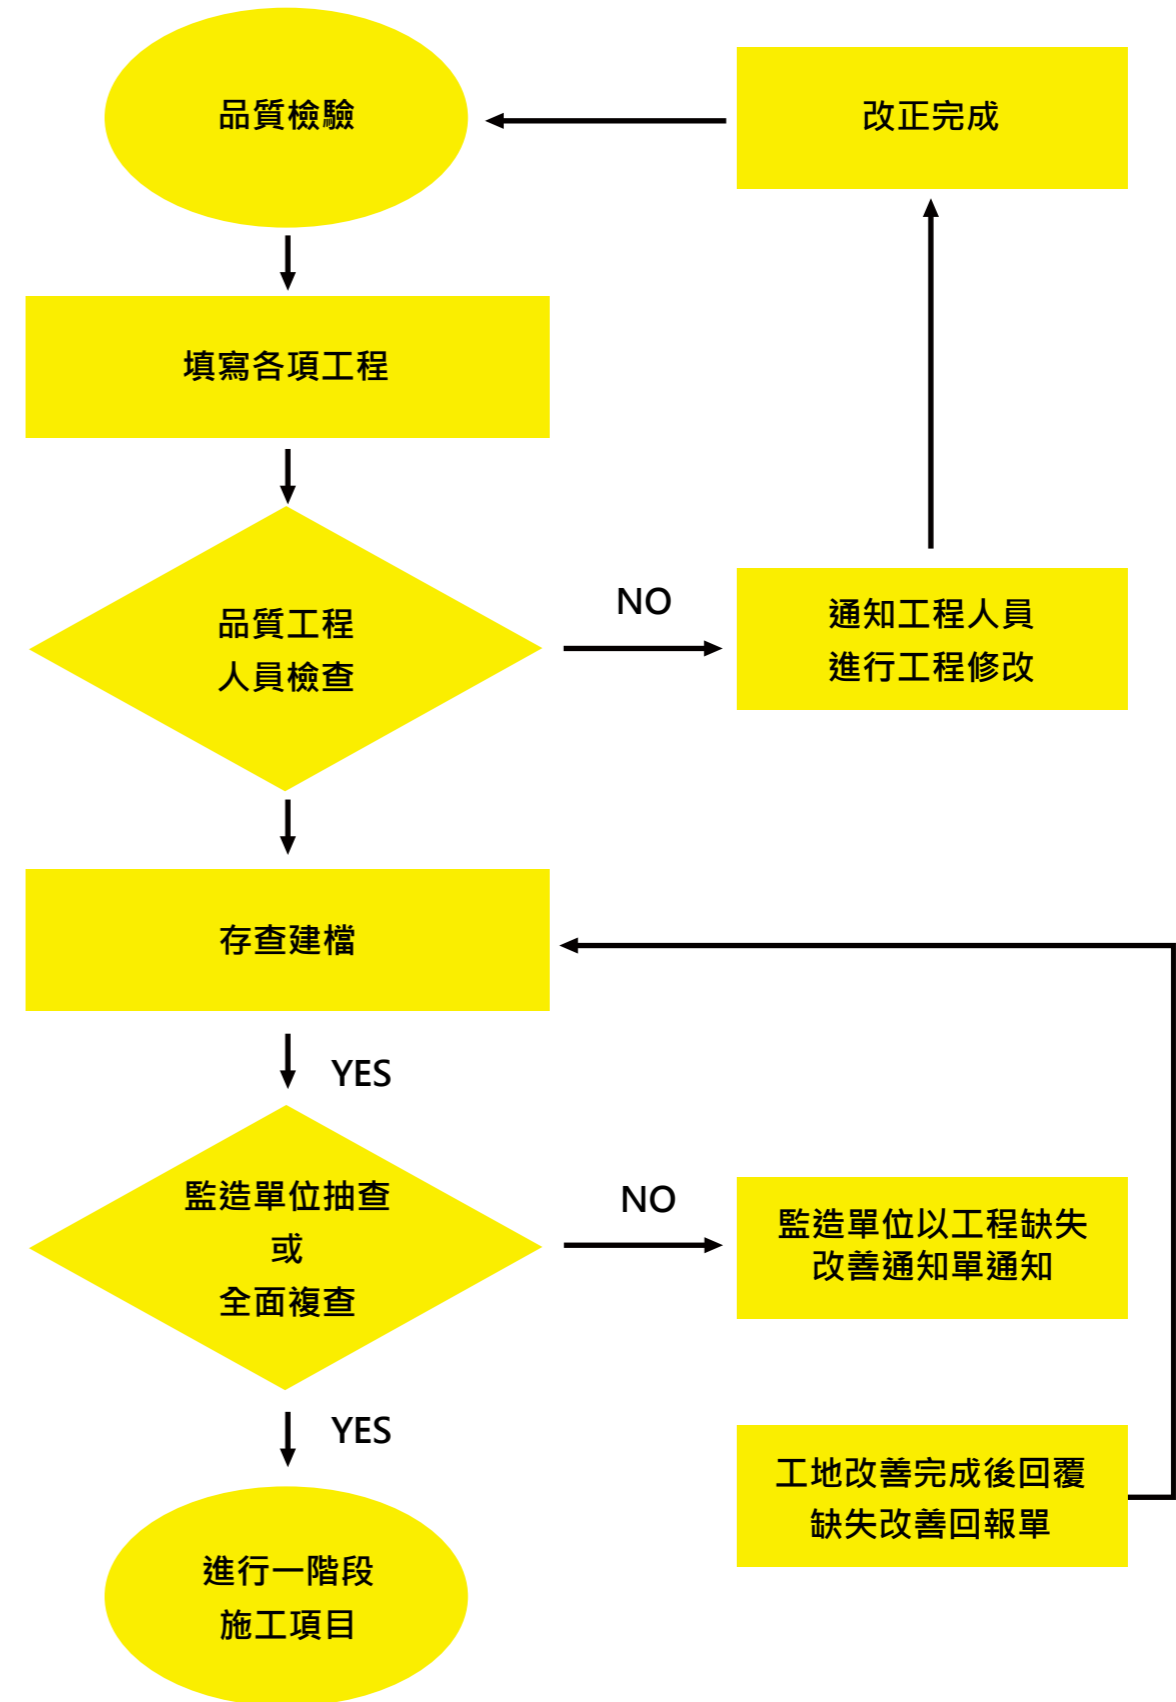 品質檢驗
改正完成
填寫各項工程
品質工程
人員檢查
NO
通知工程人員
進行工程修改
存查建檔
YES
監造單位抽查
或
全面複查
NO
監造單位以工程缺失
改善通知單通知
YES
工地改善完成後回覆
缺失改善回報單
進行一階段
施工項目